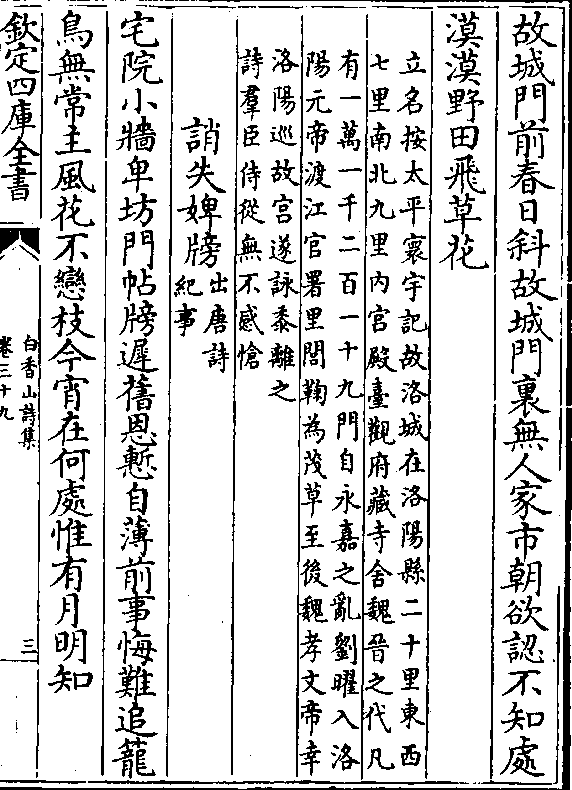 故城門前春日斜故城門裏無人家市朝欲認不知處
漠漠野田飛草花
立名按太平寰宇記故洛城在洛陽縣二十里東西
七里南北九里内宮殿臺觀府藏寺舍魏晉之代凡
有一萬一千二百一十九門自永嘉之亂劉曜入洛
陽元帝渡江官署里閭鞠為茂草至後魏孝文帝幸
洛陽巡故宮遂詠黍離之
詩羣臣侍從無不感愴
誚失婢牓
出唐詩
紀事
宅院小牆卑坊門帖牓遲舊恩慙自薄前事悔難追籠
鳥無常主風花不戀枝今宵在何處惟有月明知
欽定四庫全書
白香山詩集
卷三十九
三